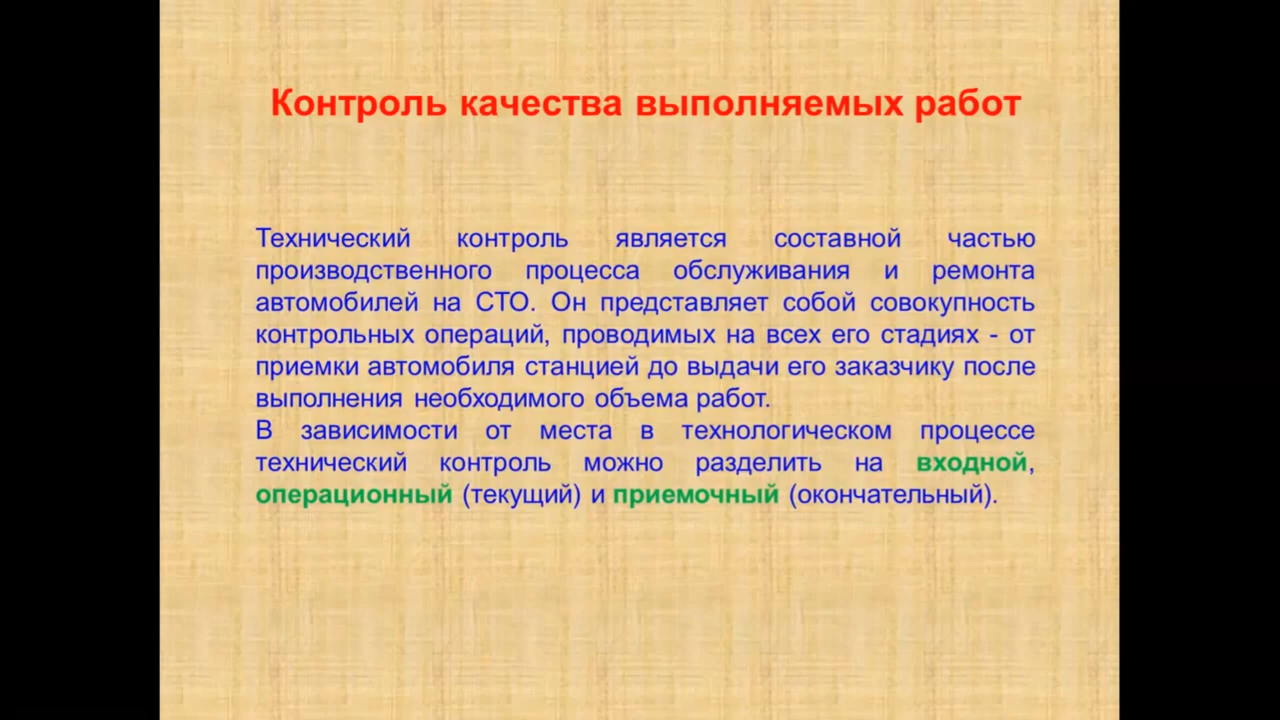 Контроль качества выполняемых работ
Технический контроль является составной частью
производственного процесса обслуживания и ремонта
автомобилей на СТО. Он представляет собой совокупность
контрольных операций, проводимых на всех его стадиях - от
приемки автомобиля станцией до выдачи его заказчику после
выполнения необходимого объема работ.
В зависимости от места в технологическом процессе
технический контроль можно разделить на входной,
операционный (текущий) и приемочный (окончательный).